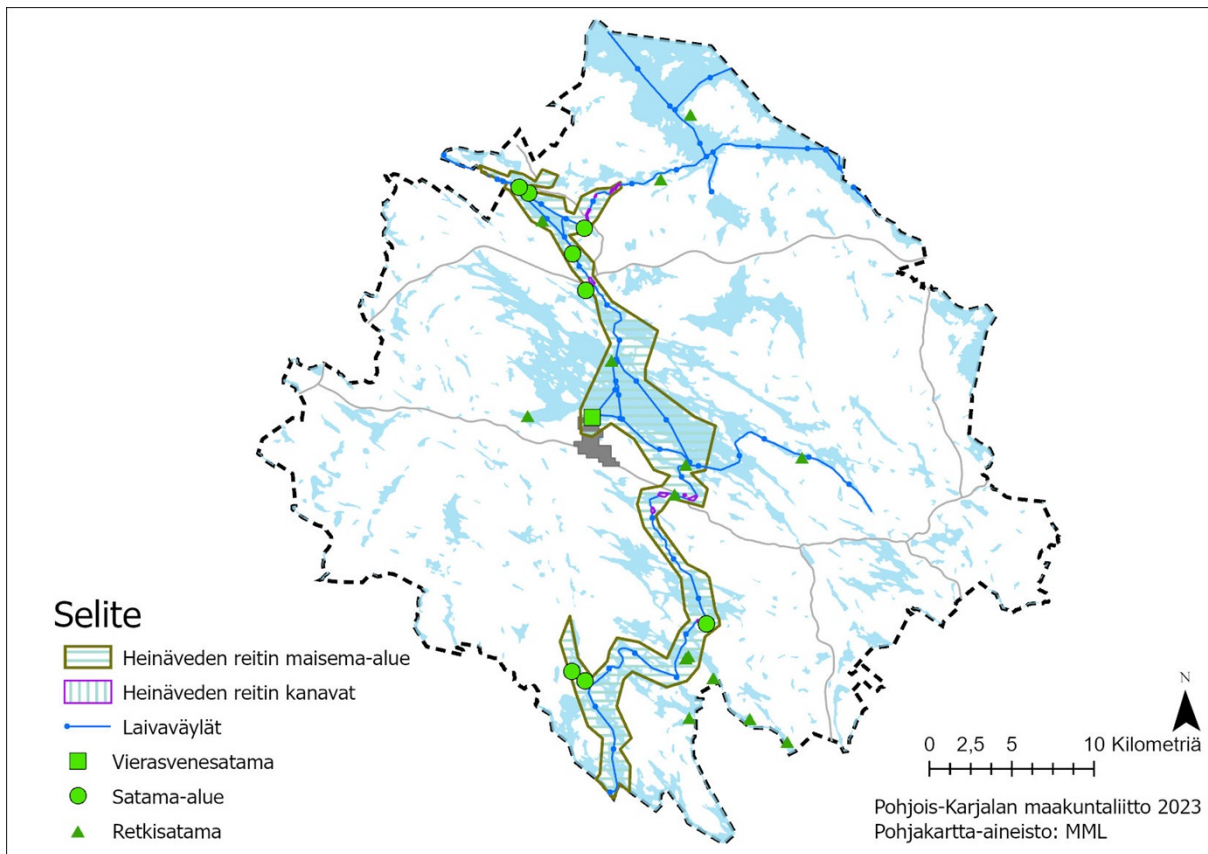 Selite
Heinäveden reitin maisema-alue
Heinäveden reitin kanavat
Laivaväylät
Vierasvenesatama
Satama-alue
Retkisatama
N
0 2,5 5 10 Kilometriä
Pohjois-Karjalan maakuntaliitto 2023
Pohjakartta-aineisto: MML